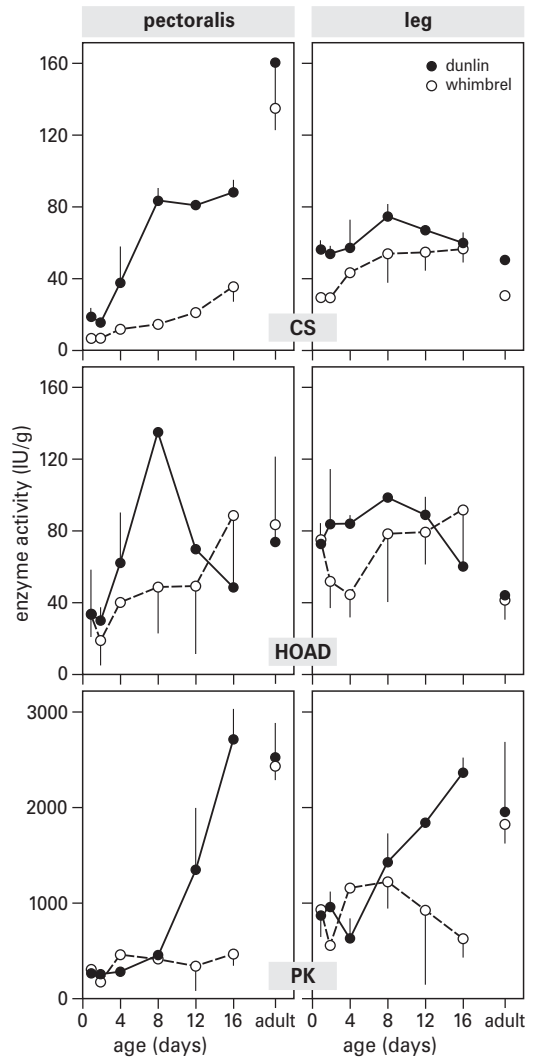 pectoralis leg
160
120
80
40
0
dunlin
whimbrel
CS
160
120
80
40
0
HOAD
enzyme activity (IU/g)
3000
2000
1000
0
PK
0 4 8 12 16 adult 0 4 8 12 16 adult
age (days) age (days)